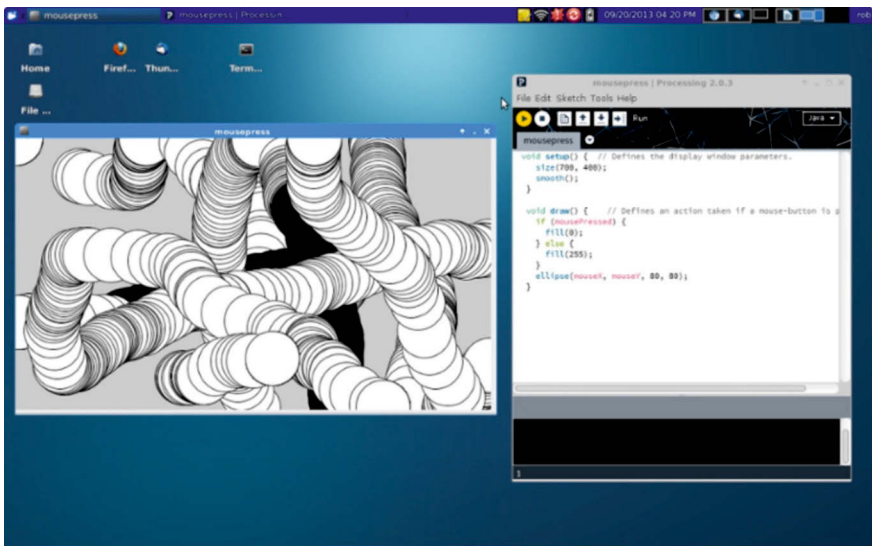 mousepress
mousepress | Processin
09/20/2013 04:20 PM
rob
Home
Firef...
Thun...
Term...
File ...
mousepress
mousepress | Processing 2.0.3
File Edit Sketch Tools Help
Run
Java
mousepress
void setup() {  // Defines the display window parameters.
size(700, 400);
smooth();
}
void draw() {    // Defines an action taken if a mouse-button is p
if (mousePressed) {
fill(0);
} else {
fill(255);
}
ellipse(mouseX, mouseY, 80, 80);
}
1